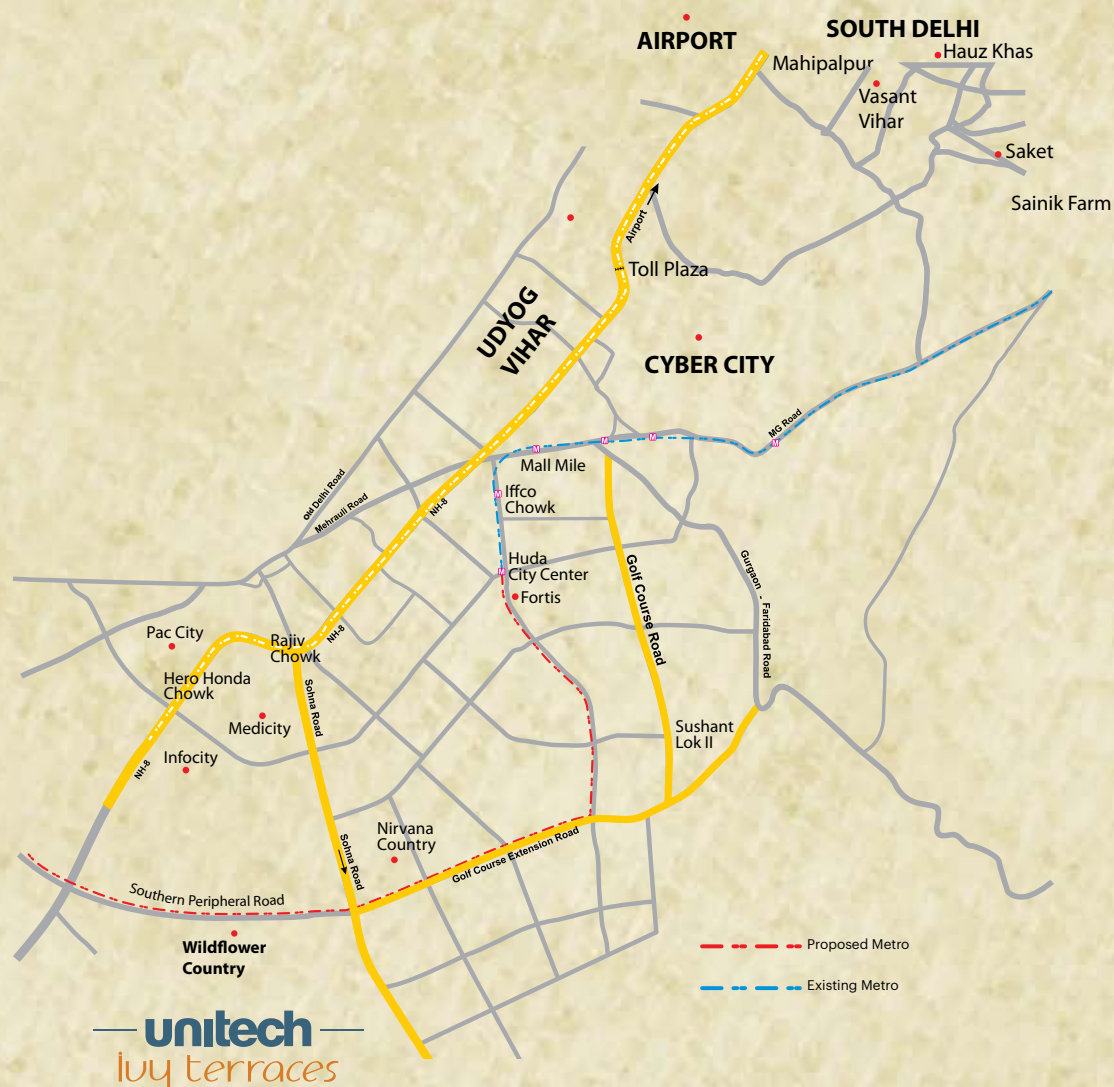 SOUTH DELHI
AIRPORT
Hauz Khas
Mahipalpur
Vasant
Vihar
Saket
Sainik Farm
Airport
Toll Plaza
UDYOG
VIHAR
CYBER CITY
MG Road
M
M
M
M
Mall Mile
M
Iffco
Chowk
Old Delhi Road
Mehrauli Road
NH-8
Huda
City Center
M
Fortis
Golf Course Road
Gurgaon - Faridabad Road
Pac City
Rajiv
Chowk
NH-8
Hero Honda
Chowk
Sohna Road
Medicity
Sushant
Lok II
Infocity
NH-8
Nirvana
Country
Sohna Road
Golf Course Extension Road
Southern Peripheral Road
Wildflower
Country
Proposed Metro
Existing Metro
unitech
ivy terraces